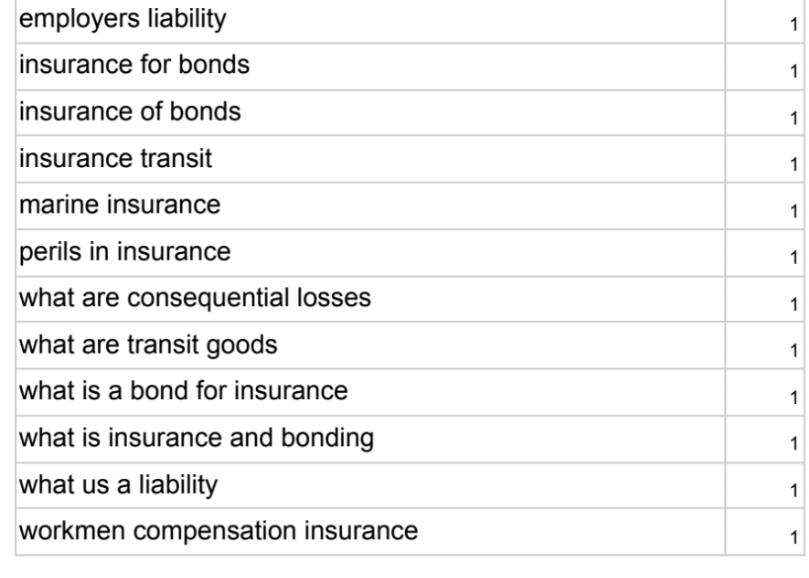 employers liability 1
insurance for bonds 1
insurance of bonds 1
insurance transit 1
marine insurance 1
perils in insurance 1
what are consequential losses 1
what are transit goods 1
what is a bond for insurance 1
what is insurance and bonding 1
what us a liability 1
workmen compensation insurance 1